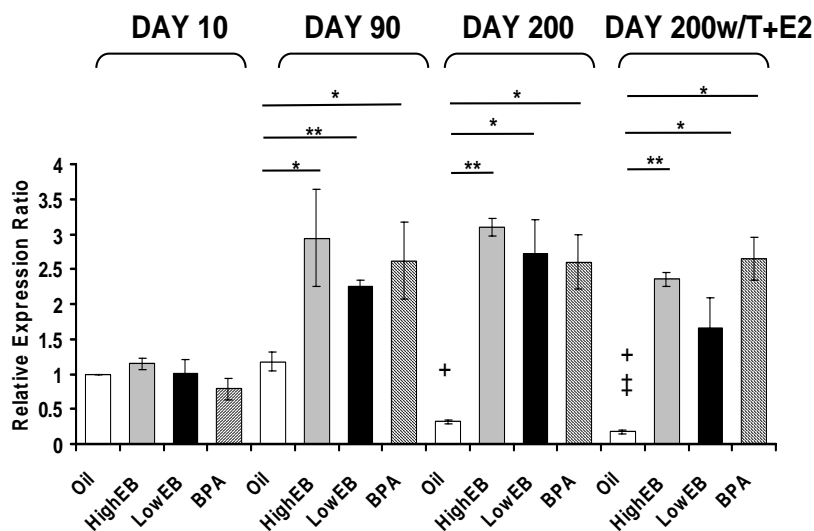 DAY 10 DAY 90 DAY 200 DAY 200w/T+E2
* * *
** * *
* ** **
Relative Expression Ratio
4
3.5
3
2.5
2
1.5
1
0.5
0
+ +
‡
Oil HighEB LowEB BPA Oil HighEB LowEB BPA Oil HighEB LowEB BPA Oil HighEB LowEB BPA